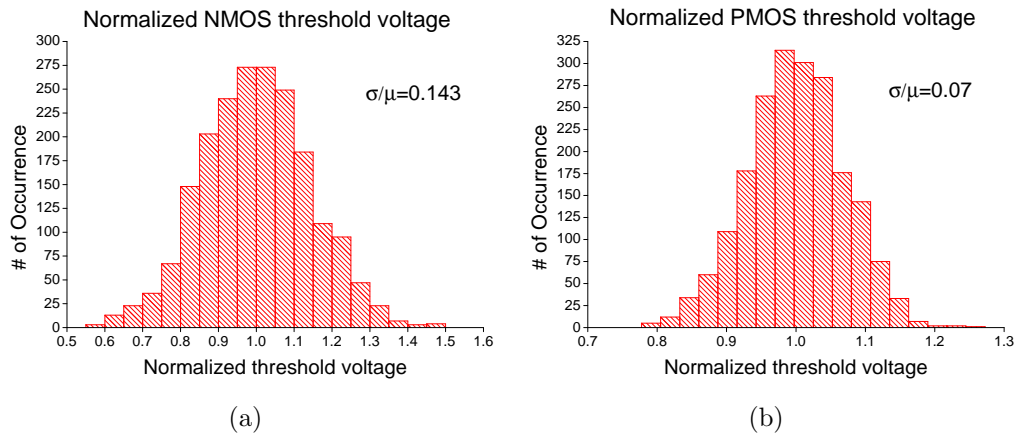 Normalized NMOS threshold voltage
300
275
250
225
200
175
150
125
100
75
50
25
0
# of Occurrence
σ/μ=0.143
0.5 0.6 0.7 0.8 0.9 1.0 1.1 1.2 1.3 1.4 1.5 1.6
Normalized threshold voltage
(a)
Normalized PMOS threshold voltage
325
300
275
250
225
200
175
150
125
100
75
50
25
0
# of Occurrence
σ/μ=0.07
0.7 0.8 0.9 1.0 1.1 1.2 1.3
Normalized threshold voltage
(b)